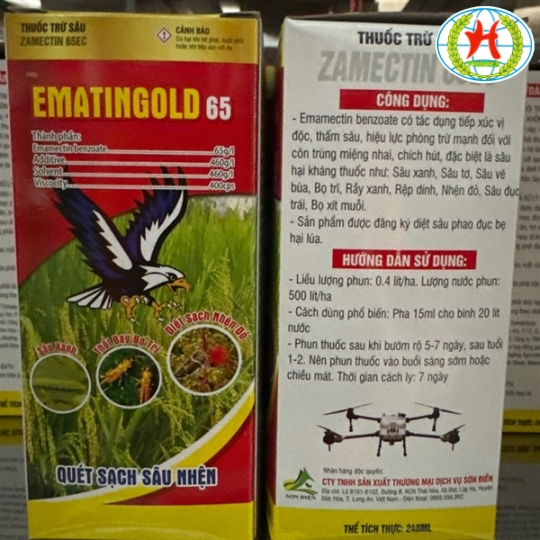 THUỐC TRỪ SÂU
ZAMECTIN 65EC
CẢNH BÁO
EMATINGOLD 65
Thành phần:
Emamectin benzoate 65g/l
Additive 460g/l
Solvent 460g/l
Viscocity 400cps
Sâu Xanh
Thổi Bay Bọ Trĩ
Diệt Sạch Nhện Đỏ
QUÉT SẠCH SÂU NHỆN
THUỐC TRỪ
ZAMECTIN
CÔNG DỤNG:
- Emamectin benzoate có tác dụng tiếp xúc vị
độc, thấm sâu, hiệu lực phòng trừ mạnh đối với
côn trùng miệng nhai, chích hút, đặc biệt là sâu
hại kháng thuốc như: Sâu xanh, Sâu tơ, Sâu vẽ
bùa, Bọ trĩ, Rầy xanh, Rệp dính, Nhện đỏ, Sâu đục
trái, Bọ xít muỗi.
- Sản phẩm được đăng ký diệt sâu phao đục bẹ
hại lúa.
HƯỚNG DẪN SỬ DỤNG:
- Liều lượng phun: 0.4 lít/ha. Lượng nước phun:
500 lít/ha
- Cách dùng phổ biến: Pha 15ml cho bình 20 lít
nước
- Phun thuốc sau khi bướm rộ 5-7 ngày, sâu tuổi
1-2. Nên phun thuốc vào buổi sáng sớm hoặc
chiều mát. Thời gian cách ly: 7 ngày
Nhãn hàng độc quyền:
CTY TNHH SẢN XUẤT THƯƠNG MẠI DỊCH VỤ SƠN ĐIỀN
SƠN ĐIỀN
THỂ TÍCH THỰC: 240ML